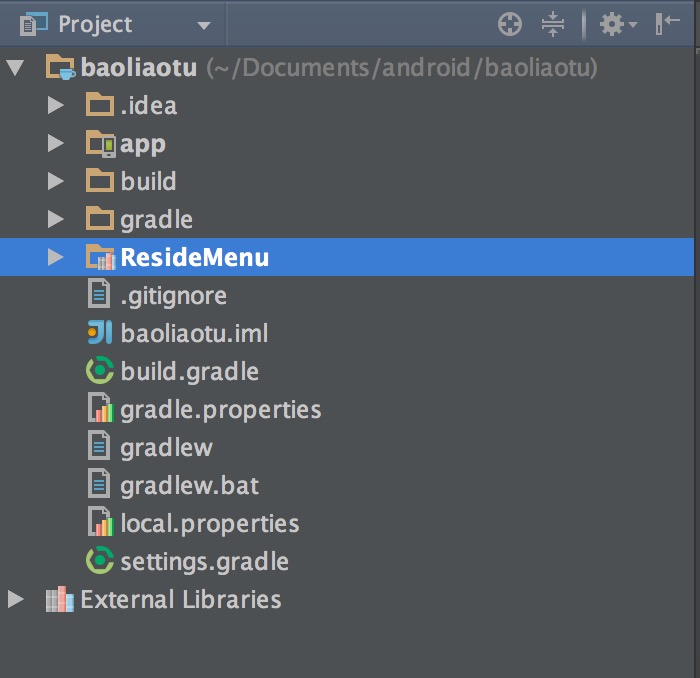 Project
baoliaotu (~/Documents/android/baoliaotu)
.idea
app
build
gradle
ResideMenu
.gitignore
baoliaotu.iml
build.gradle
gradle.properties
gradlew
gradlew.bat
local.properties
settings.gradle
External Libraries